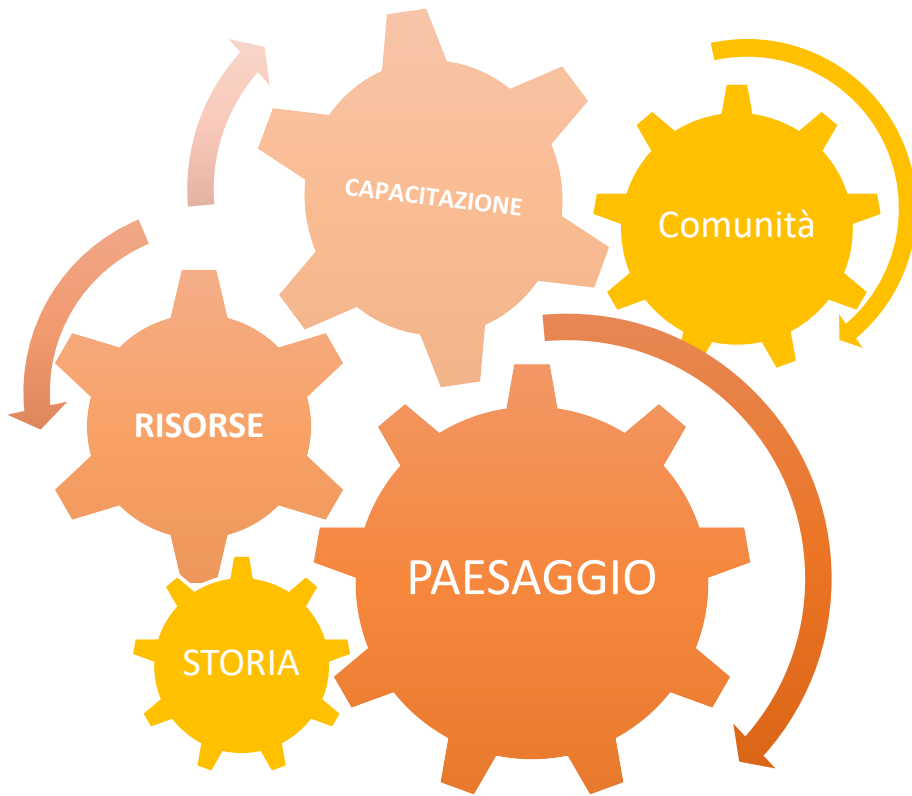 CAPACITAZIONE
Comunità
RISORSE
PAESAGGIO
STORIA